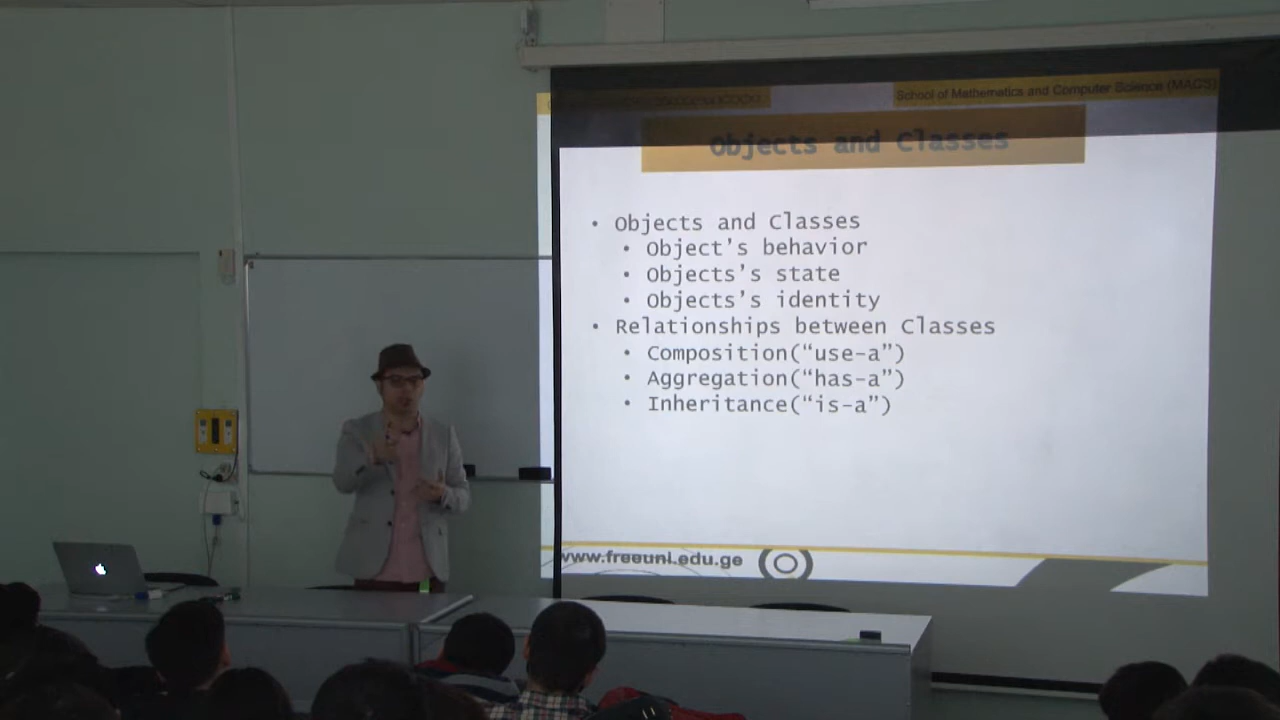 School of Mathematics and Computer Science (MACS)
Objects and Classes
• Objects and Classes
• Object's behavior
• Objects's state
• Objects's identity
• Relationships between Classes
• Composition(“use-a”)
• Aggregation(“has-a”)
• Inheritance(“is-a”)
www.freeuni.edu.ge